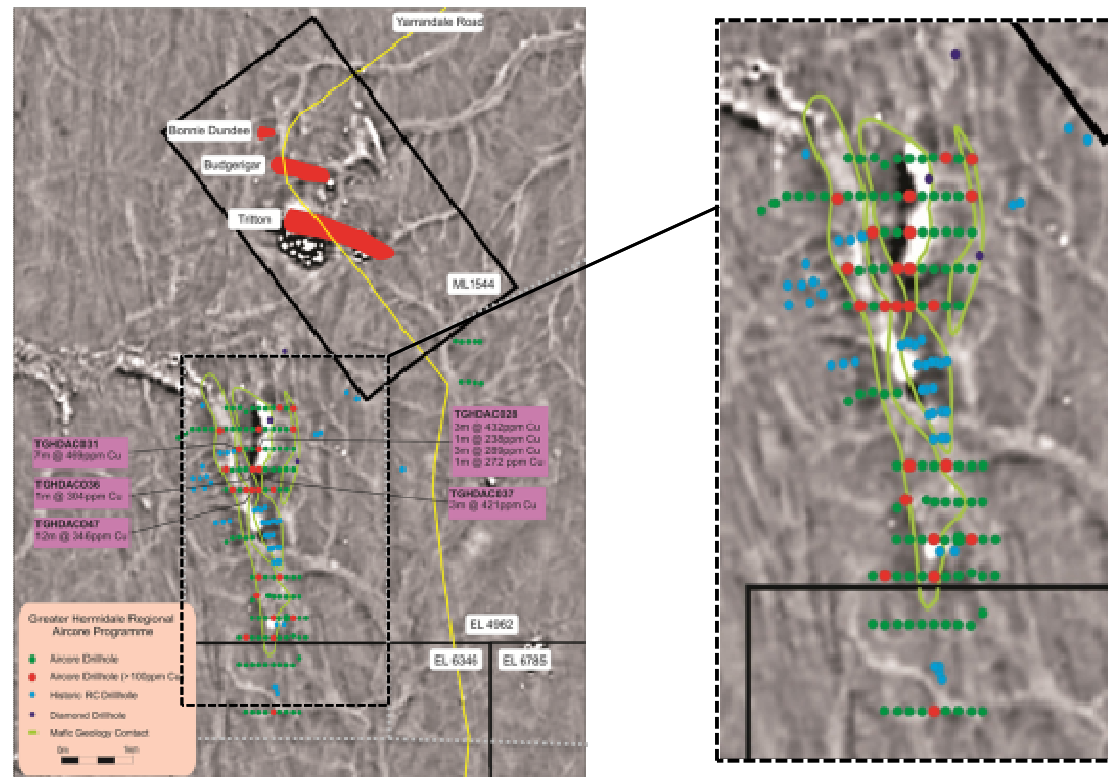 Yarrandale Road
Bonnie Dundee
Budgerigar
Tritton
ML1544
TGHDAC028
3m @ 432ppm Cu
1m @ 238ppm Cu
3m @ 289ppm Cu
1m @ 272 ppm Cu
TGHDAC031
7m @ 469ppm Cu
TGHDAC036
1m @ 304ppm Cu
TGHDAC037
3m @ 421ppm Cu
TGHDAC047
12m @ 346ppm Cu
Greater Hermidale Regional
Aircore Programme
Aircore Drillhole
Aircore Drillhole (> 100ppm Cu
Historic RC Drillhole
Diamond Drillhole
Mafic Geology Contact
0m 1km
EL 4962
EL 6346
EL 6785